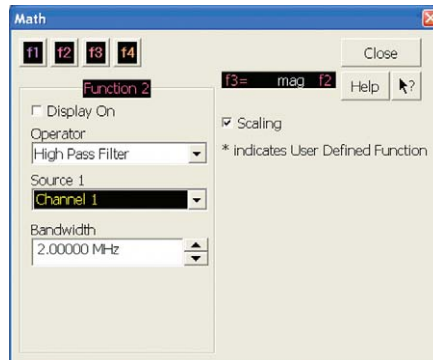 Math
f1 f2 f3 f4
Close
Function 2
f3= mag f2
Help ?
Display On
Operator
High Pass Filter
Scaling
* indicates User Defined Function
Source 1
Channel 1
Bandwidth
2.00000 MHz